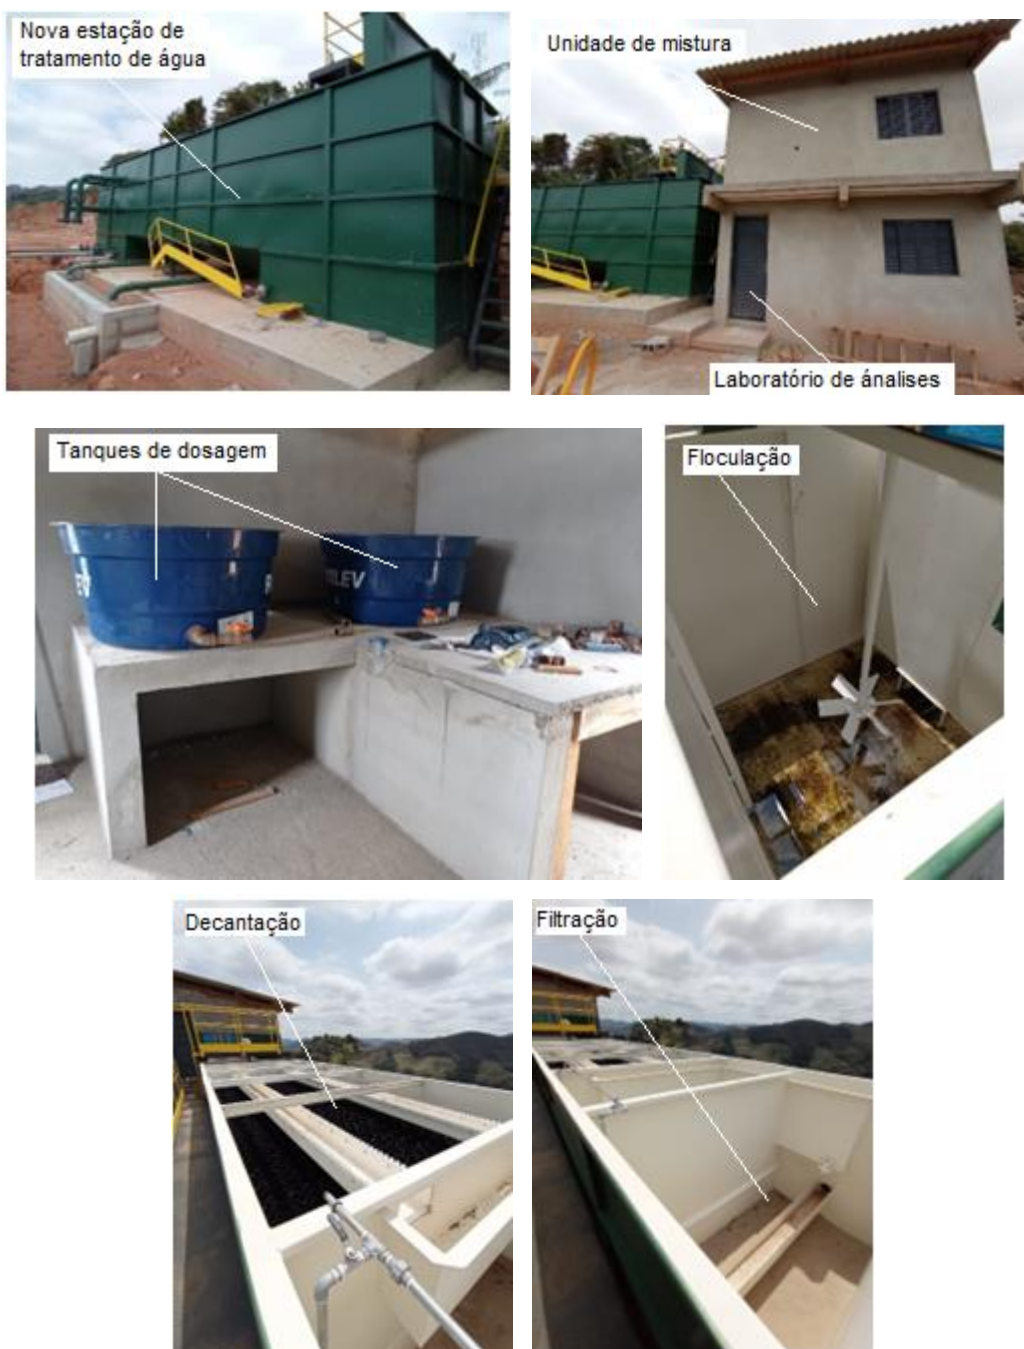 Nova estação de
tratamento de água
Unidade de mistura
Laboratório de ánalises
Tanques de dosagem
Floculação
Decantação
Filtração